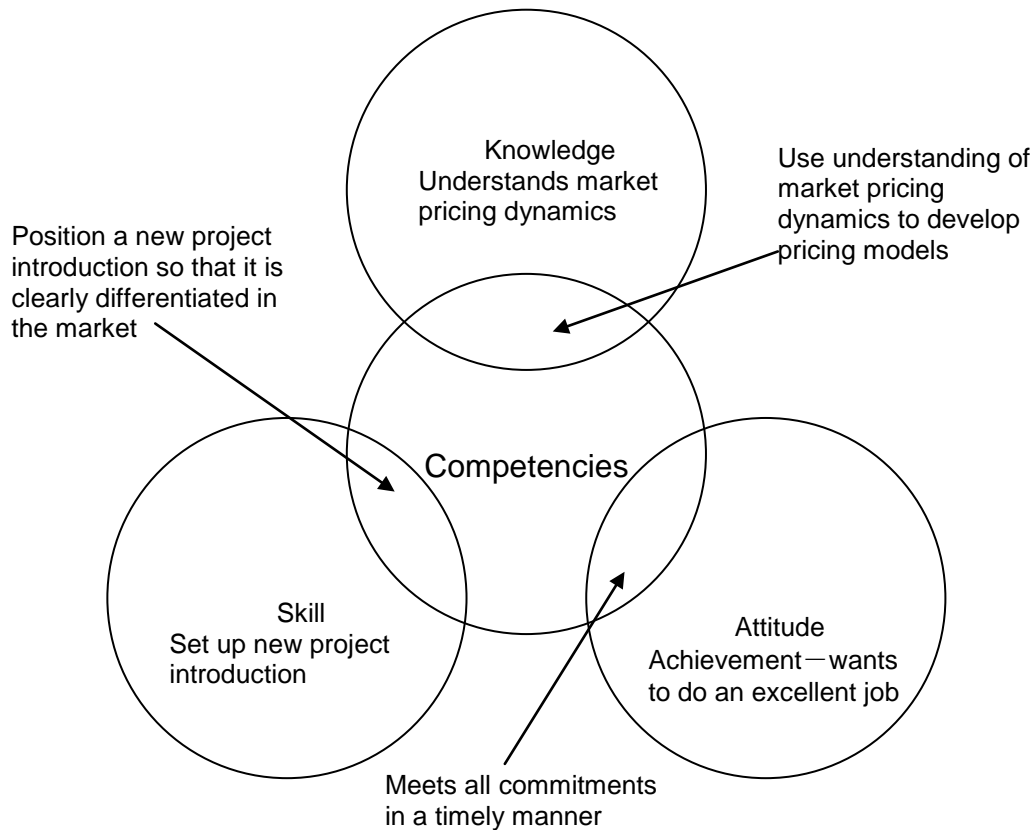 Knowledge
Understands market
pricing dynamics
Use understanding of
market pricing
dynamics to develop
pricing models
Position a new project
introduction so that it is
clearly differentiated in
the market
Competencies
Skill
Set up new project
introduction
Attitude
Achievement—wants
to do an excellent job
Meets all commitments
in a timely manner